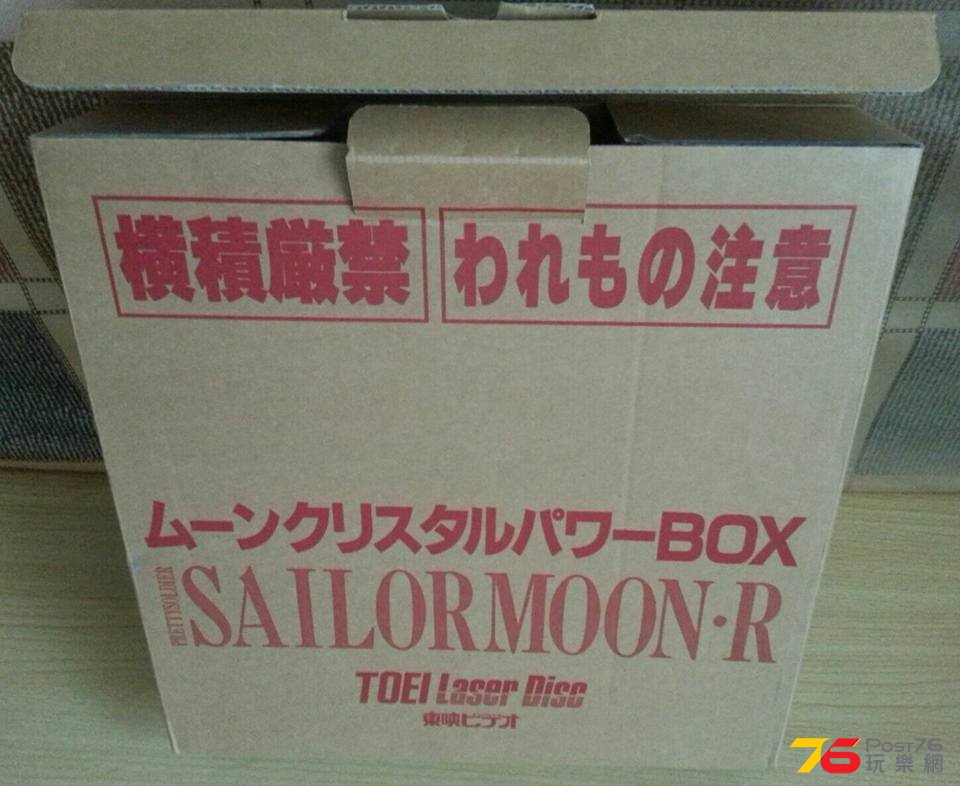 横積厳禁 われもの注意
ムーンクリスタルパワーBOX
PRETTYSOLDIER SAILORMOON・R
TOEI Laser Disc
東映ビデオ
76 POST76
玩樂網